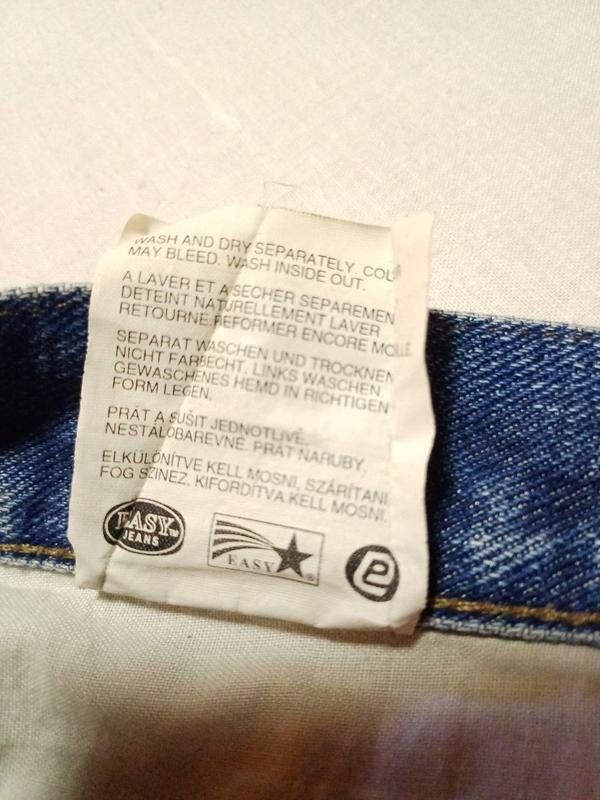 WASH AND DRY SEPARATELY. COL
MAY BLEED. WASH INSIDE OUT.
A LAVER ET A SECHER SEPAREMEN
DETEINT NATURELLEMENT LAVER
RETOURNE.REFORMER ENCORE MOUILLE
SEPARAT WASCHEN UND TROCKNEN
NICHT FARBECHT. LINKS WASCHEN.
GEWASCHENES HEMD IN RICHTIGEN
FORM LEGEN.
PRÁT A SUŠIT JEDNOTLIVĚ.
NESTÁLOBAREVNÉ. PRÁT NARUBY.
ELKÜLÖNÍTVE KELL MOSNI, SZÁRÍTANI.
FOG SZINEZ. KIFORDÍTVA KELL MOSNI.
EASY TM
JEANS
EASY ®
e